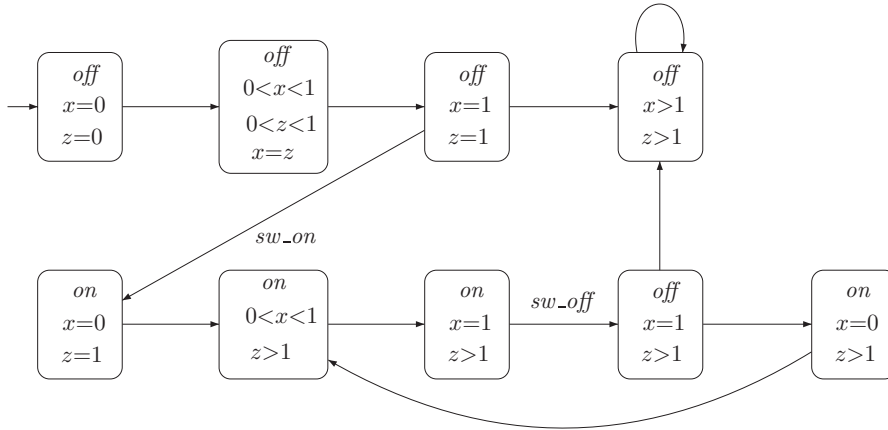 off
x=0
z=0
off
0<x<1
0<z<1
x=z
off
x=1
z=1
off
x>1
z>1
sw_on
on
x=0
z=1
on
0<x<1
z>1
on
x=1
z>1
sw_off
off
x=1
z>1
on
x=0
z>1